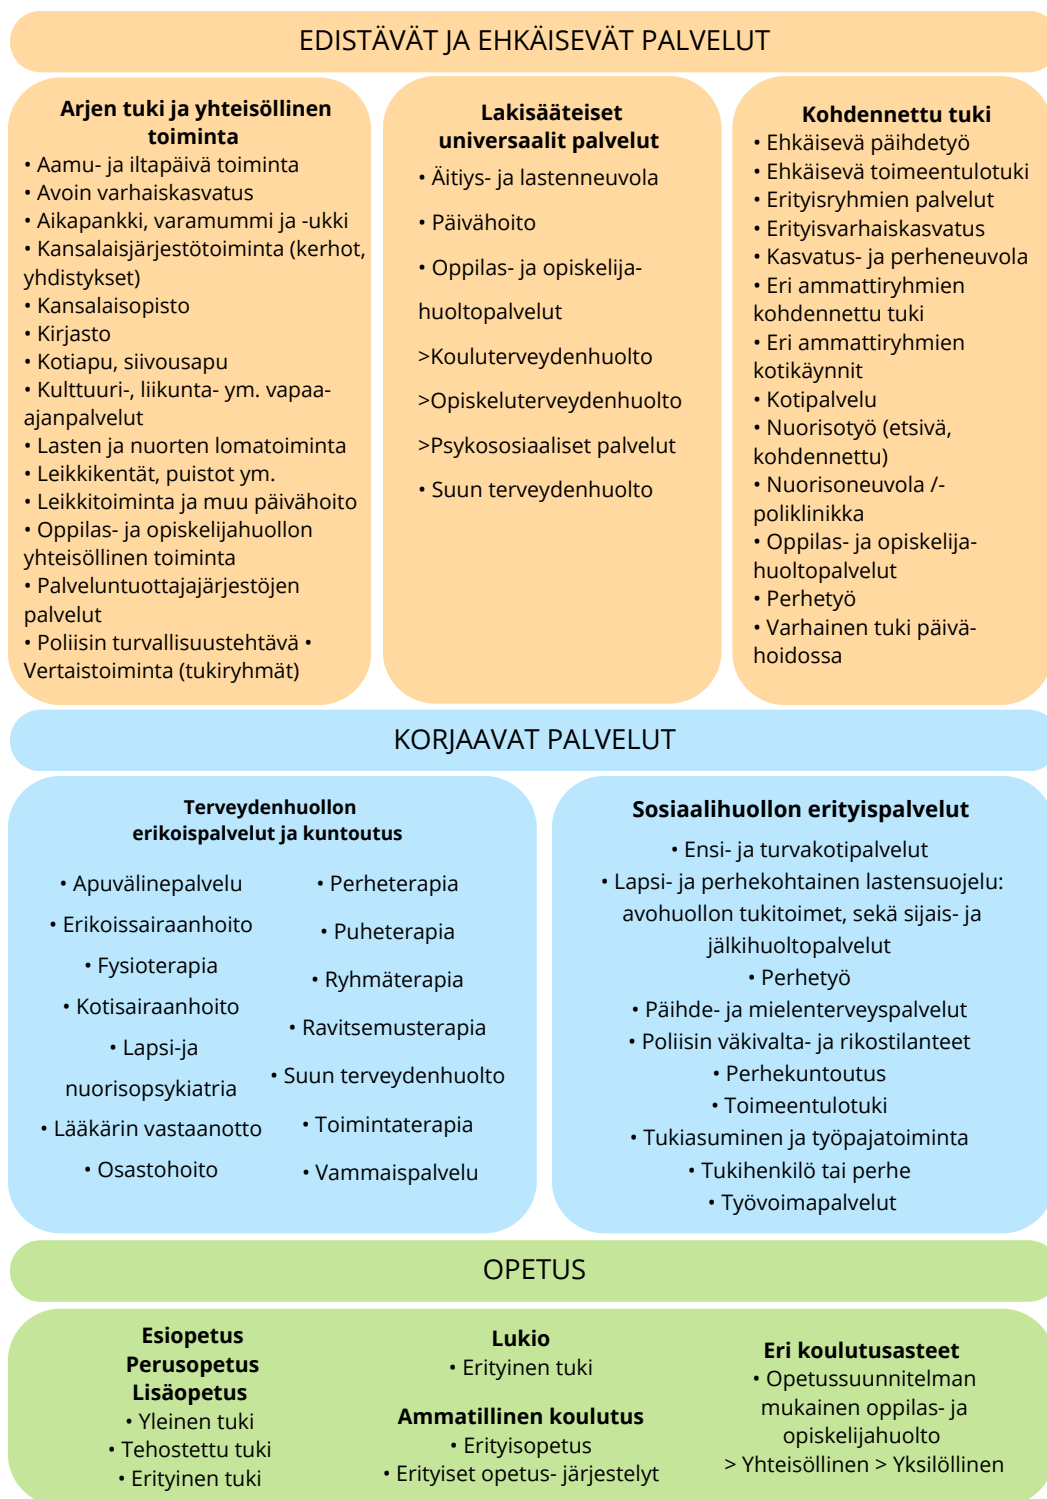 EDISTÄVÄT JA EHKÄISEVÄT PALVELUT
Arjen tuki ja yhteisöllinen
toiminta
• Aamu- ja iltapäivä toiminta
• Avoin varhaiskasvatus
• Aikapankki, varamummi ja -ukki
• Kansalaisjärjestötoiminta (kerhot,
yhdistykset)
• Kansalaisopisto
• Kirjasto
• Kotiapu, siivousapu
• Kulttuuri-, liikunta- ym. vapaa-
ajanpalvelut
• Lasten ja nuorten lomatoiminta
• Leikkikentät, puistot ym.
• Leikkitoiminta ja muu päivähoito
• Oppilas- ja opiskelijahuollon
yhteisöllinen toiminta
• Palveluntuottajajärjestöjen
palvelut
• Poliisin turvallisuustehtävä •
Vertaistoiminta (tukiryhmät)
Lakisääteiset
universaalit palvelut
• Äitiys- ja lastenneuvola
• Päivähoito
• Oppilas- ja opiskelija-
huoltopalvelut
>Kouluterveydenhuolto
>Opiskeluterveydenhuolto
>Psykososiaaliset palvelut
• Suun terveydenhuolto
Kohdennettu tuki
• Ehkäisevä päihdetyö
• Ehkäisevä toimeentulotuki
• Erityisryhmien palvelut
• Erityisvarhaiskasvatus
• Kasvatus- ja perheneuvola
• Eri ammattiryhmien
kohdennettu tuki
• Eri ammattiryhmien
kotikäynnit
• Kotipalvelu
• Nuorisotyö (etsivä,
kohdennettu)
• Nuorisoneuvola /-
poliklinikka
• Oppilas- ja opiskelija-
huoltopalvelut
• Perhetyö
• Varhainen tuki päivä-
hoidossa
KORJAAVAT PALVELUT
Terveydenhuollon
erikoispalvelut ja kuntoutus
• Apuvälinepalvelu
• Erikoissairaanhoito
• Fysioterapia
• Kotisairaanhoito
• Lapsi-ja
nuorisopsykiatria
• Lääkärin vastaanotto
• Osastohoito
• Perheterapia
• Puheterapia
• Ryhmäterapia
• Ravitsemusterapia
• Suun terveydenhuolto
• Toimintaterapia
• Vammaispalvelu
Sosiaalihuollon erityispalvelut
• Ensi- ja turvakotipalvelut
• Lapsi- ja perhekohtainen lastensuojelu:
avohuollon tukitoimet, sekä sijais- ja
jälkihuoltopalvelut
• Perhetyö
• Päihde- ja mielenterveyspalvelut
• Poliisin väkivalta- ja rikostilanteet
• Perhekuntoutus
• Toimeentulotuki
• Tukiasuminen ja työpajatoiminta
• Tukihenkilö tai perhe
• Työvoimapalvelut
OPETUS
Esiopetus
Perusopetus
Lisäopetus
• Yleinen tuki
• Tehostettu tuki
• Erityinen tuki
Lukio
• Erityinen tuki
Ammatillinen koulutus
• Erityisopetus
• Erityiset opetus- järjestelyt
Eri koulutusasteet
• Opetussuunnitelman
mukainen oppilas- ja
opiskelijahuolto
> Yhteisöllinen > Yksilöllinen